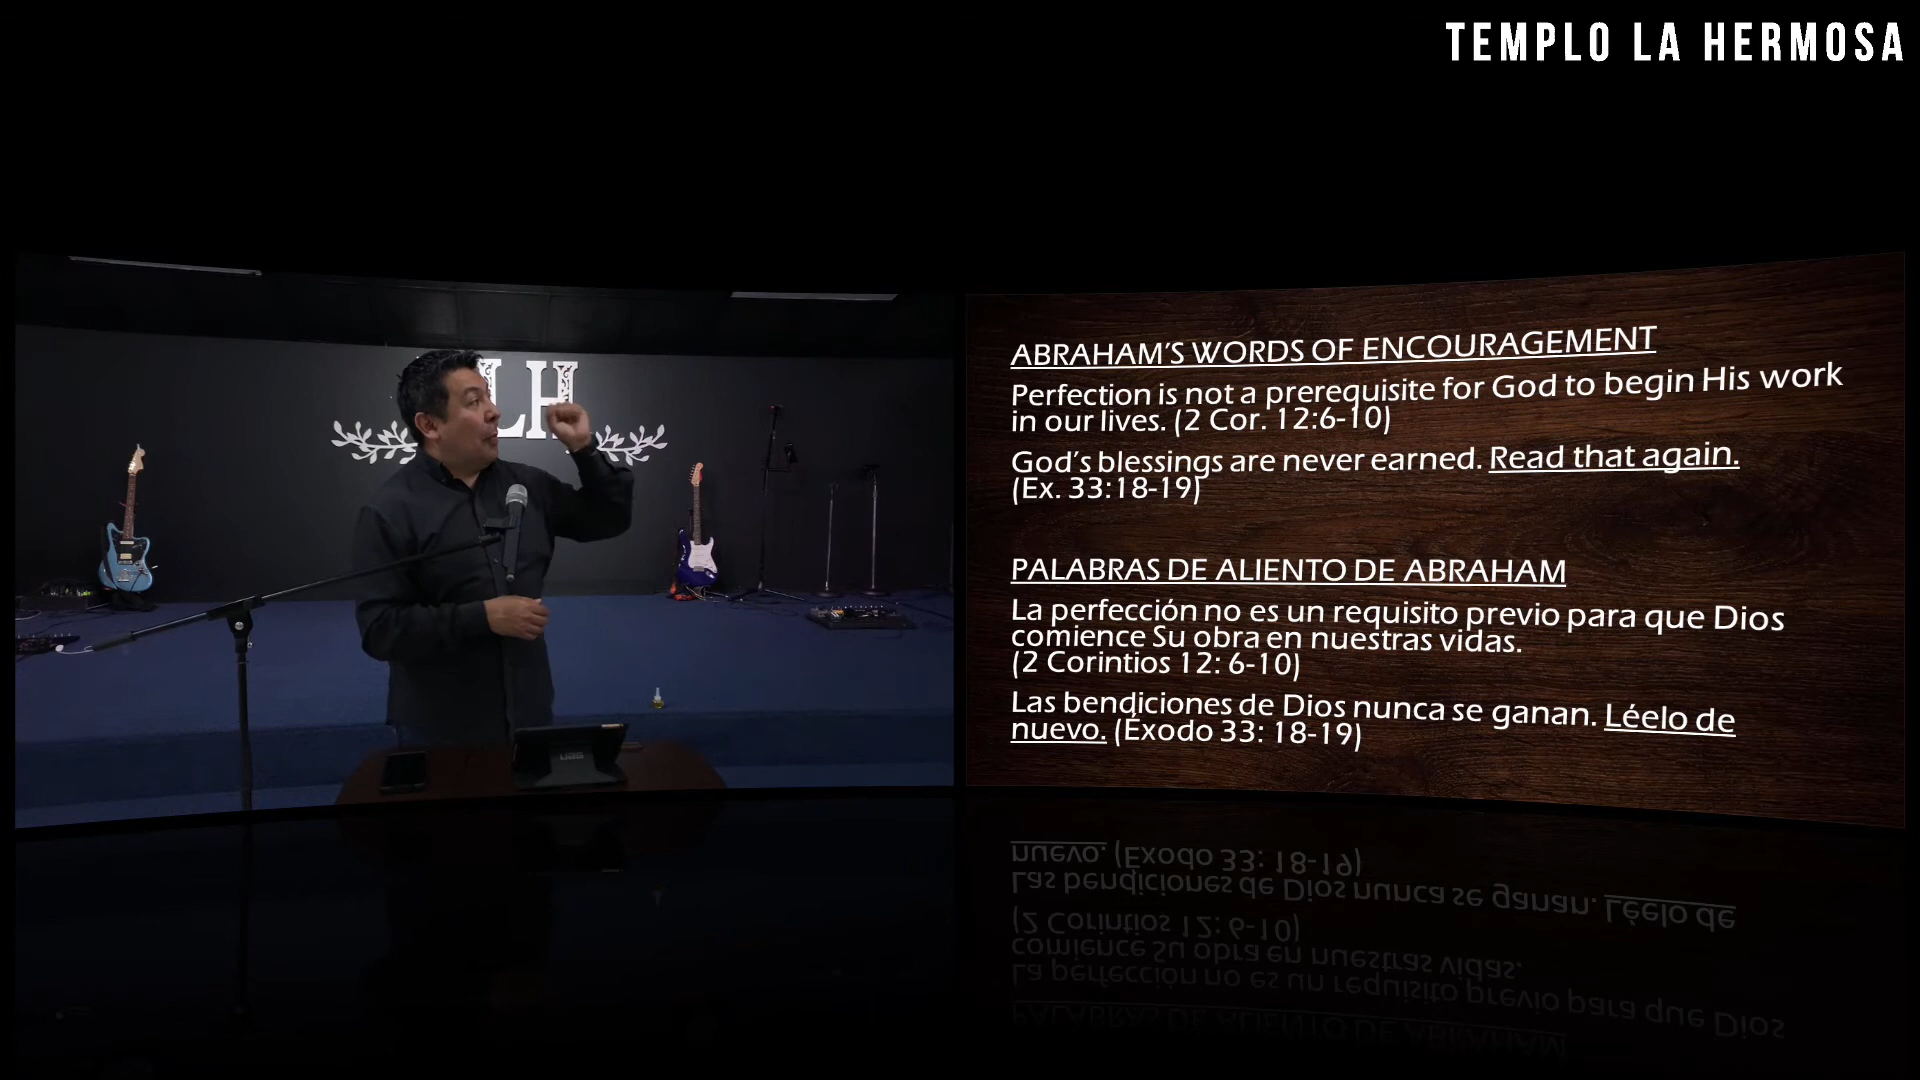 TEMPLO LA HERMOSA
LH
ABRAHAM'S WORDS OF ENCOURAGEMENT
Perfection is not a prerequisite for God to begin His work
in our lives. (2 Cor. 12:6-10)
God's blessings are never earned. Read that again.
(Ex. 33:18-19)
PALABRAS DE ALIENTO DE ABRAHAM
La perfección no es un requisito previo para que Dios
comience Su obra en nuestras vidas.
(2 Corintios 12: 6-10)
Las bendiciones de Dios nunca se ganan. Léelo de
nuevo. (Éxodo 33: 18-19)